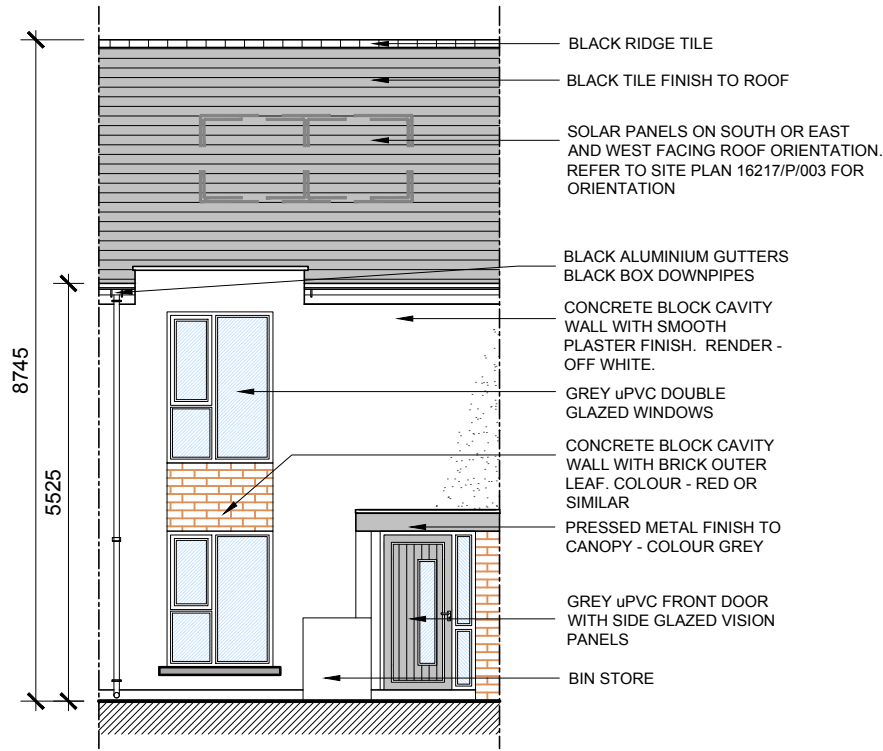 BLACK RIDGE TILE
BLACK TILE FINISH TO ROOF
SOLAR PANELS ON SOUTH OR EAST
AND WEST FACING ROOF ORIENTATION.
REFER TO SITE PLAN 16217/P/003 FOR
ORIENTATION
BLACK ALUMINIUM GUTTERS
BLACK BOX DOWNPIPES
CONCRETE BLOCK CAVITY
WALL WITH SMOOTH
PLASTER FINISH. RENDER -
OFF WHITE.
8745
GREY uPVC DOUBLE
GLAZED WINDOWS
CONCRETE BLOCK CAVITY
WALL WITH BRICK OUTER
LEAF. COLOUR - RED OR
SIMILAR
5525
PRESSED METAL FINISH TO
CANOPY - COLOUR GREY
GREY uPVC FRONT DOOR
WITH SIDE GLAZED VISION
PANELS
BIN STORE